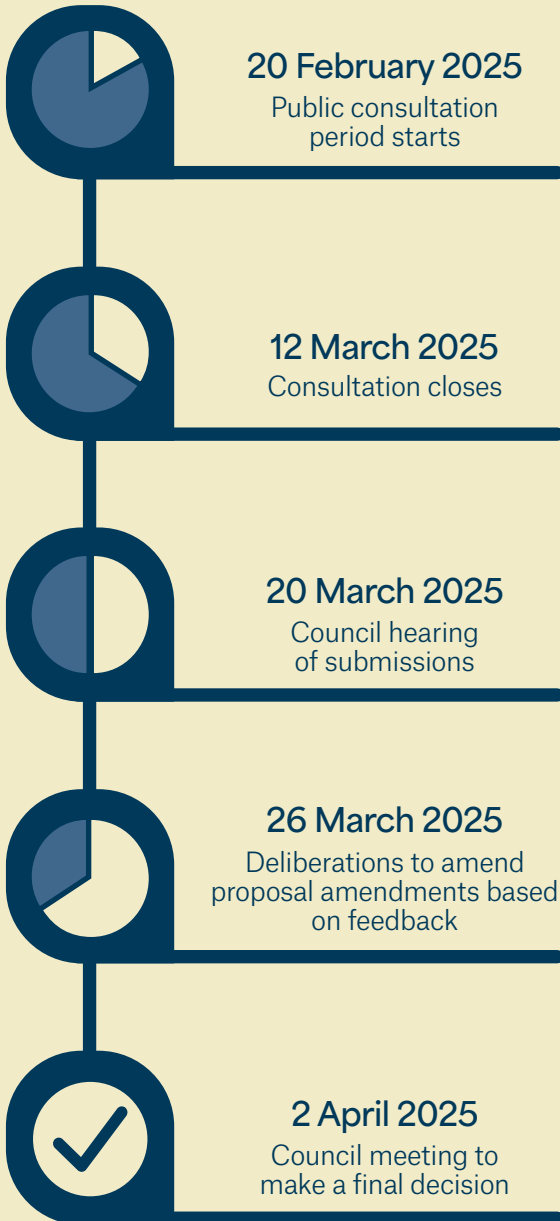 20 February 2025
Public consultation
period starts
12 March 2025
Consultation closes
20 March 2025
Council hearing
of submissions
26 March 2025
Deliberations to amend
proposal amendments based
on feedback
2 April 2025
Council meeting to
make a final decision